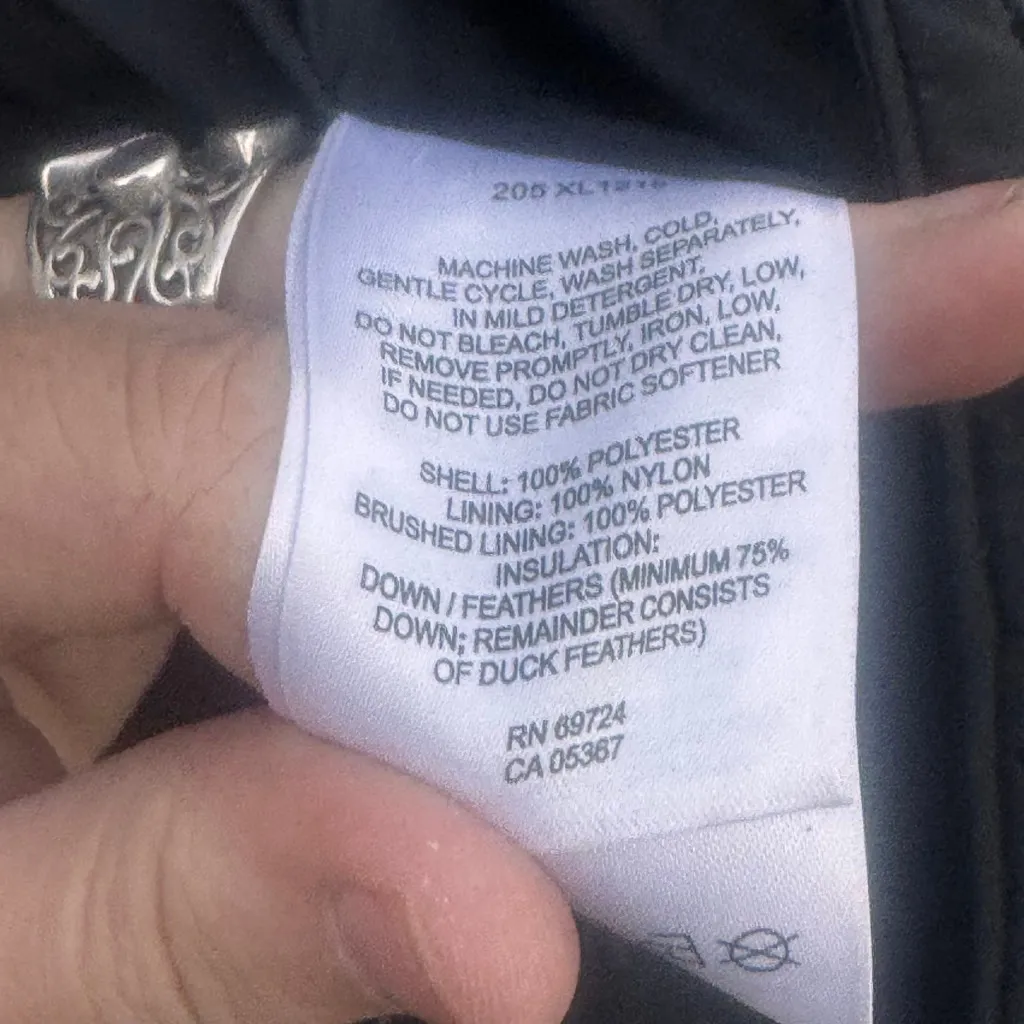 205
MACHINE WASH, COLD,
GENTLE CYCLE, WASH SEPARATELY,
IN MILD DETERGENT,
DO NOT BLEACH, TUMBLE DRY, LOW,
REMOVE PROMPTLY, IRON, LOW,
IF NEEDED, DO NOT DRY CLEAN,
DO NOT USE FABRIC SOFTENER
SHELL: 100% POLYESTER
LINING: 100% NYLON
BRUSHED LINING: 100% POLYESTER
INSULATION:
DOWN / FEATHERS (MINIMUM 75%
DOWN; REMAINDER CONSISTS
OF DUCK FEATHERS)
RN 69724
CA 05367